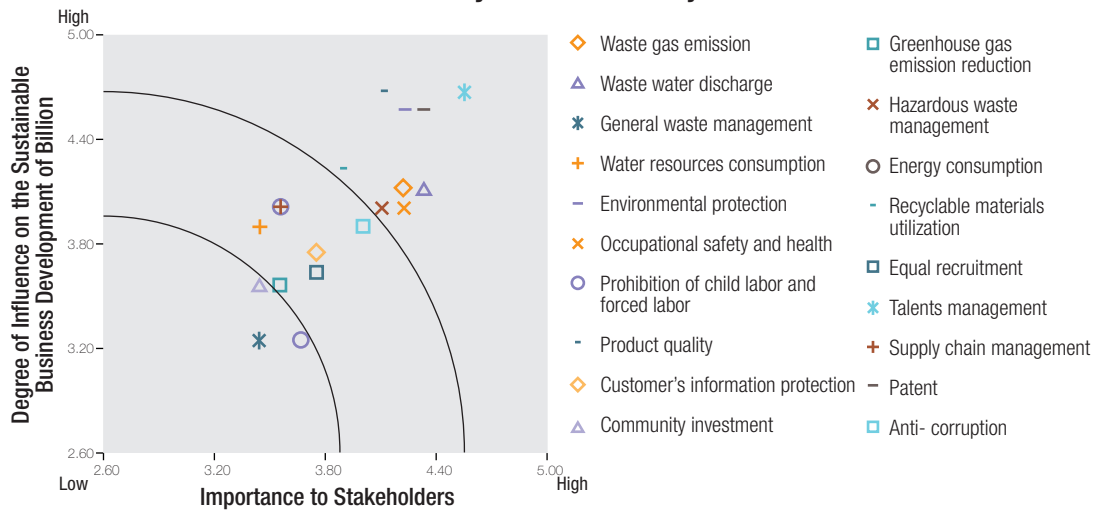 High
5.00
4.40
3.80
3.20
2.60
Degree of Influence on the Sustainable
Business Development of Billion
2.60
3.20
3.80
4.40
5.00
Low
High
Importance to Stakeholders
Waste gas emission
Waste water discharge
General waste management
Water resources consumption
Environmental protection
Occupational safety and health
Prohibition of child labor and
forced labor
Product quality
Customer's information protection
Community investment
Greenhouse gas
emission reduction
Hazardous waste
management
Energy consumption
Recyclable materials
utilization
Equal recruitment
Talents management
Supply chain management
Patent
Anti- corruption